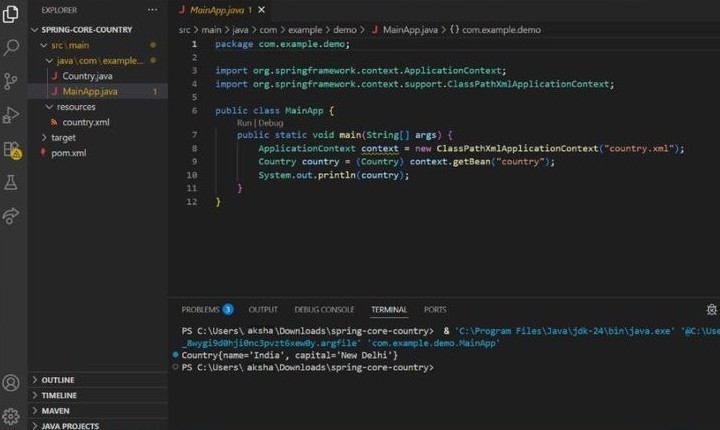 EXPLORER ...
SPRING-CORE-COUNTRY
src\main
java\com\example...
Country.java
MainApp.java 1
resources
country.xml
target
pom.xml
OUTLINE
TIMELINE
MAVEN
JAVA PROJECTS
MainApp.java 1 ×
src > main > java > com > example > demo > MainApp.java > {} com.example.demo
1 package com.example.demo;
2
3 import org.springframework.context.ApplicationContext;
4 import org.springframework.context.support.ClassPathXmlApplicationContext;
5
6 public class MainApp {
Run | Debug
7 public static void main(String[] args) {
8 ApplicationContext context = new ClassPathXmlApplicationContext("country.xml");
9 Country country = (Country) context.getBean("country");
10 System.out.println(country);
11 }
12 }
PROBLEMS 3 OUTPUT DEBUG CONSOLE TERMINAL PORTS
PS C:\Users\ aksha\Downloads\spring-core-country> & 'C:\Program Files\Java\jdk-24\bin\java.exe' '@C:\Use
_8wygi9d0hji0nc3pvzt6xew0y.argfile' 'com.example.demo.MainApp'
Country{name='India', capital='New Delhi'}
PS C:\Users\ aksha\Downloads\spring-core-country>